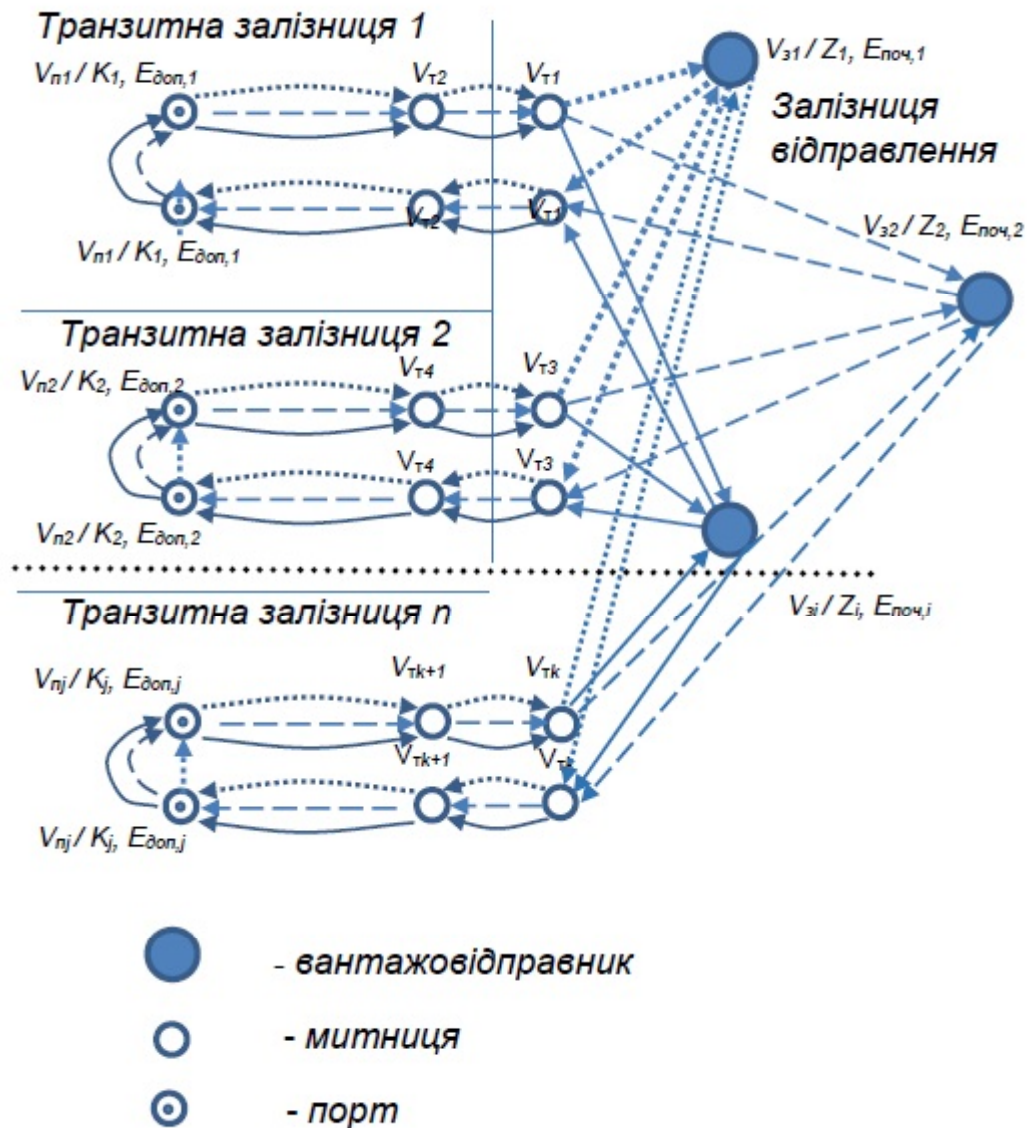 Транзитна залізниця 1
Vп1 / K1, Eдоп,1
Vт2
Vт1
Vз1 / Z1, Eпоч,1
Залізниця
відправлення
Vт2
Vт1
Vп1 / K1, Eдоп,1
Vз2 / Z2, Eпоч,2
Транзитна залізниця 2
Vп2 / K2, Eдоп,2
Vт4
Vт3
Vт4
Vт3
Vп2 / K2, Eдоп,2
Vзi / Zi, Eпоч,i
Транзитна залізниця n
Vпj / Kj, Eдоп,j
Vтk+1
Vтk
Vтk+1
Vтk
Vпj / Kj, Eдоп,j
- вантажовідправник
- митниця
- порт